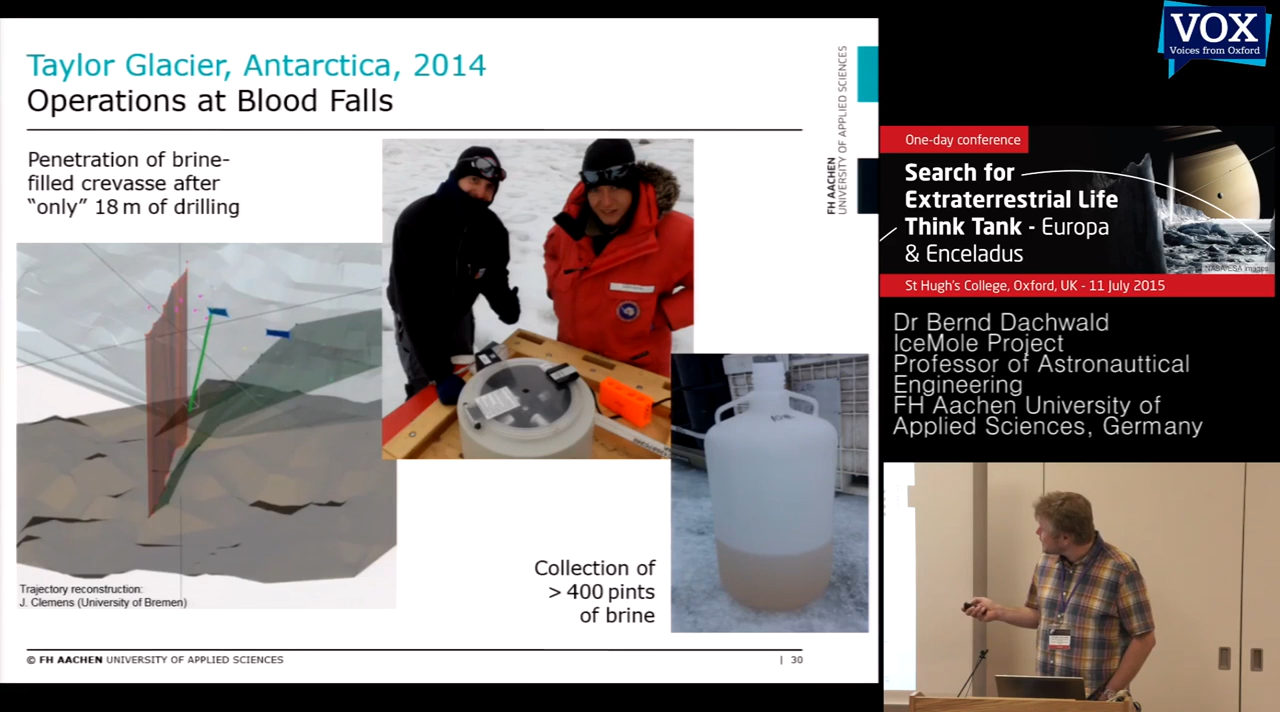 Taylor Glacier, Antarctica, 2014
Operations at Blood Falls
Penetration of brine-
filled crevasse after
“only” 18 m of drilling
Trajectory reconstruction:
J. Clemens (University of Bremen)
Collection of
> 400 pints
of brine
© FH AACHEN UNIVERSITY OF APPLIED SCIENCES
| 30
FH AACHEN
UNIVERSITY OF APPLIED SCIENCES
VOX
Voices from Oxford
One-day conference
Search for
Extraterrestrial Life
Think Tank - Europa
& Enceladus
NASA/ESA images
St Hugh's College, Oxford, UK - 11 July 2015
Dr Bernd Dachwald
IceMole Project
Professor of Astronauttical
Engineering
FH Aachen University of
Applied Sciences, Germany